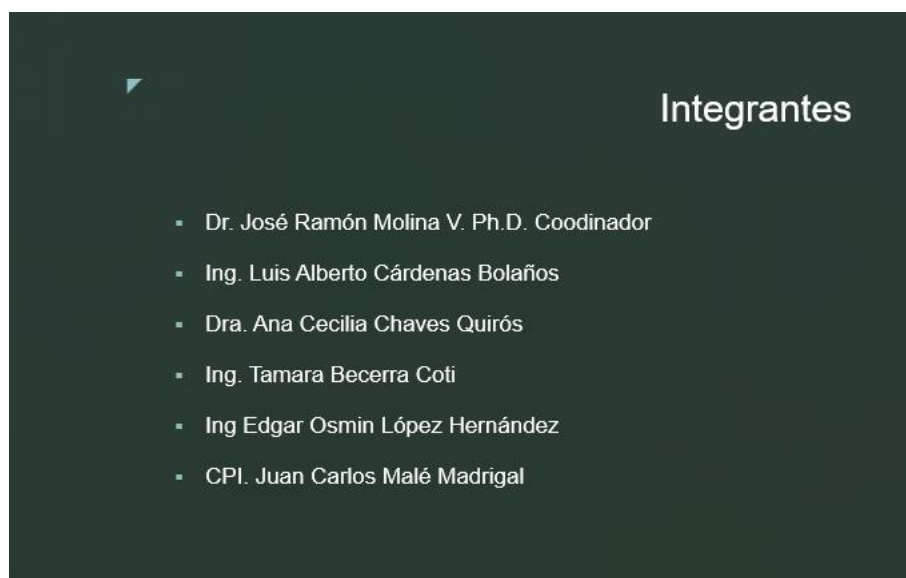 Integrantes
Dr. José Ramón Molina V. Ph.D. Coodinador
Ing. Luis Alberto Cárdenas Bolaños
Dra. Ana Cecilia Chaves Quirós
Ing. Tamara Becerra Coti
Ing Edgar Osmin López Hernández
CPI. Juan Carlos Malé Madrigal